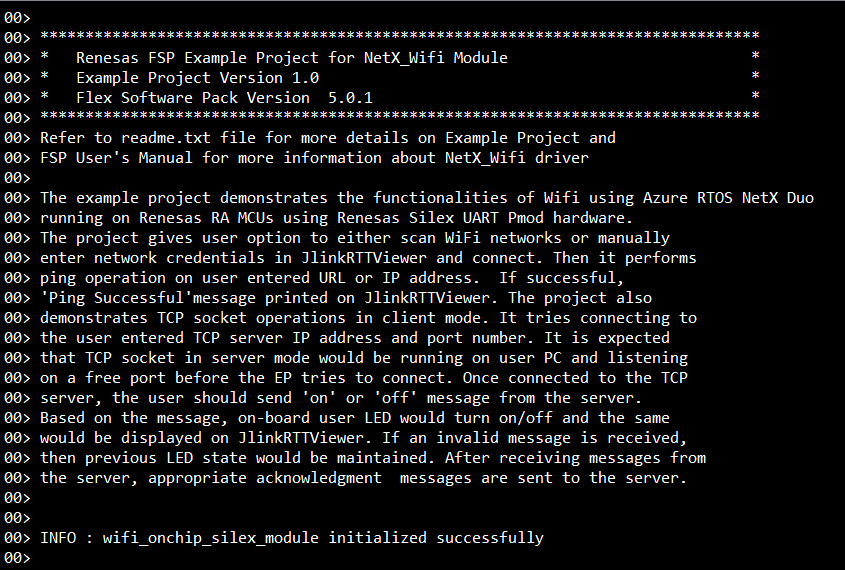 00>
00> ********************************************************************************
00> *   Renesas FSP Example Project for NetX_Wifi Module                           *
00> *   Example Project Version 1.0                                                *
00> *   Flex Software Pack Version  5.0.1                                          *
00> ********************************************************************************
00> Refer to readme.txt file for more details on Example Project and
00> FSP User's Manual for more information about NetX_Wifi driver
00>
00> The example project demonstrates the functionalities of Wifi using Azure RTOS NetX Duo
00> running on Renesas RA MCUs using Renesas Silex UART Pmod hardware.
00> The project gives user option to either scan WiFi networks or manually
00> enter network credentials in JlinkRTTViewer and connect. Then it performs
00> ping operation on user entered URL or IP address.  If successful,
00> 'Ping Successful'message printed on JlinkRTTViewer. The project also
00> demonstrates TCP socket operations in client mode. It tries connecting to
00> the user entered TCP server IP address and port number. It is expected
00> that TCP socket in server mode would be running on user PC and listening
00> on a free port before the EP tries to connect. Once connected to the TCP
00> server, the user should send 'on' or 'off' message from the server.
00> Based on the message, on-board user LED would turn on/off and the same
00> would be displayed on JlinkRTTViewer. If an invalid message is received,
00> then previous LED state would be maintained. After receiving messages from
00> the server, appropriate acknowledgment  messages are sent to the server.
00>
00>
00> INFO : wifi_onchip_silex_module initialized successfully
00>